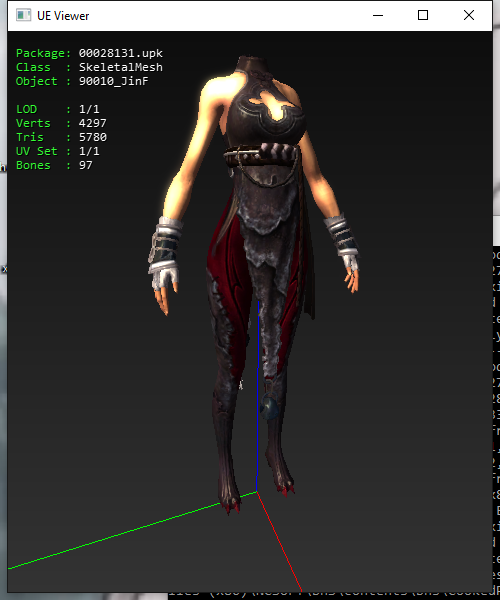 UE Viewer
Package: 00028131.upk
Class : SkeletalMesh
Object : 90010_JinF
LOD : 1/1
Verts : 4297
Tris : 5780
UV Set : 1/1
Bones : 97